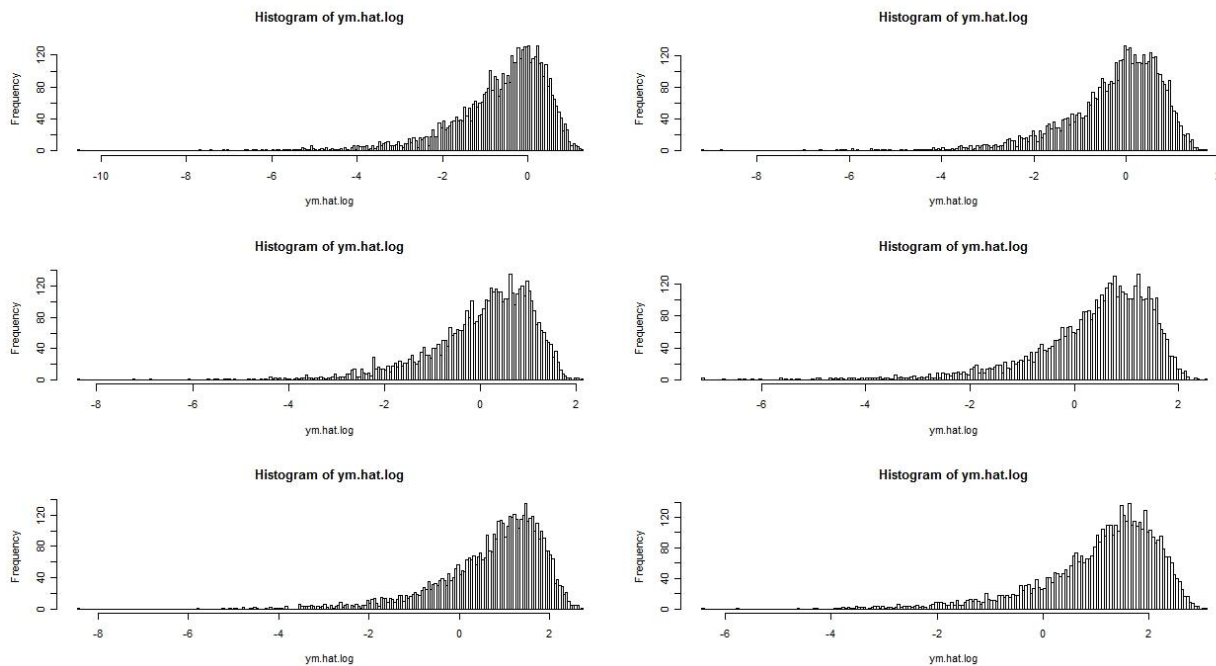 Histogram of ym.hat.log
Frequency
0 40 80 120
-10 -8 -6 -4 -2 0
ym.hat.log
Histogram of ym.hat.log
Frequency
0 40 80 120
-8 -6 -4 -2 0
ym.hat.log
Histogram of ym.hat.log
Frequency
0 40 80 120
-8 -6 -4 -2 0 2
ym.hat.log
Histogram of ym.hat.log
Frequency
0 40 80 120
-6 -4 -2 0 2
ym.hat.log
Histogram of ym.hat.log
Frequency
0 40 80 120
-8 -6 -4 -2 0 2
ym.hat.log
Histogram of ym.hat.log
Frequency
0 40 80 120
-6 -4 -2 0 2
ym.hat.log